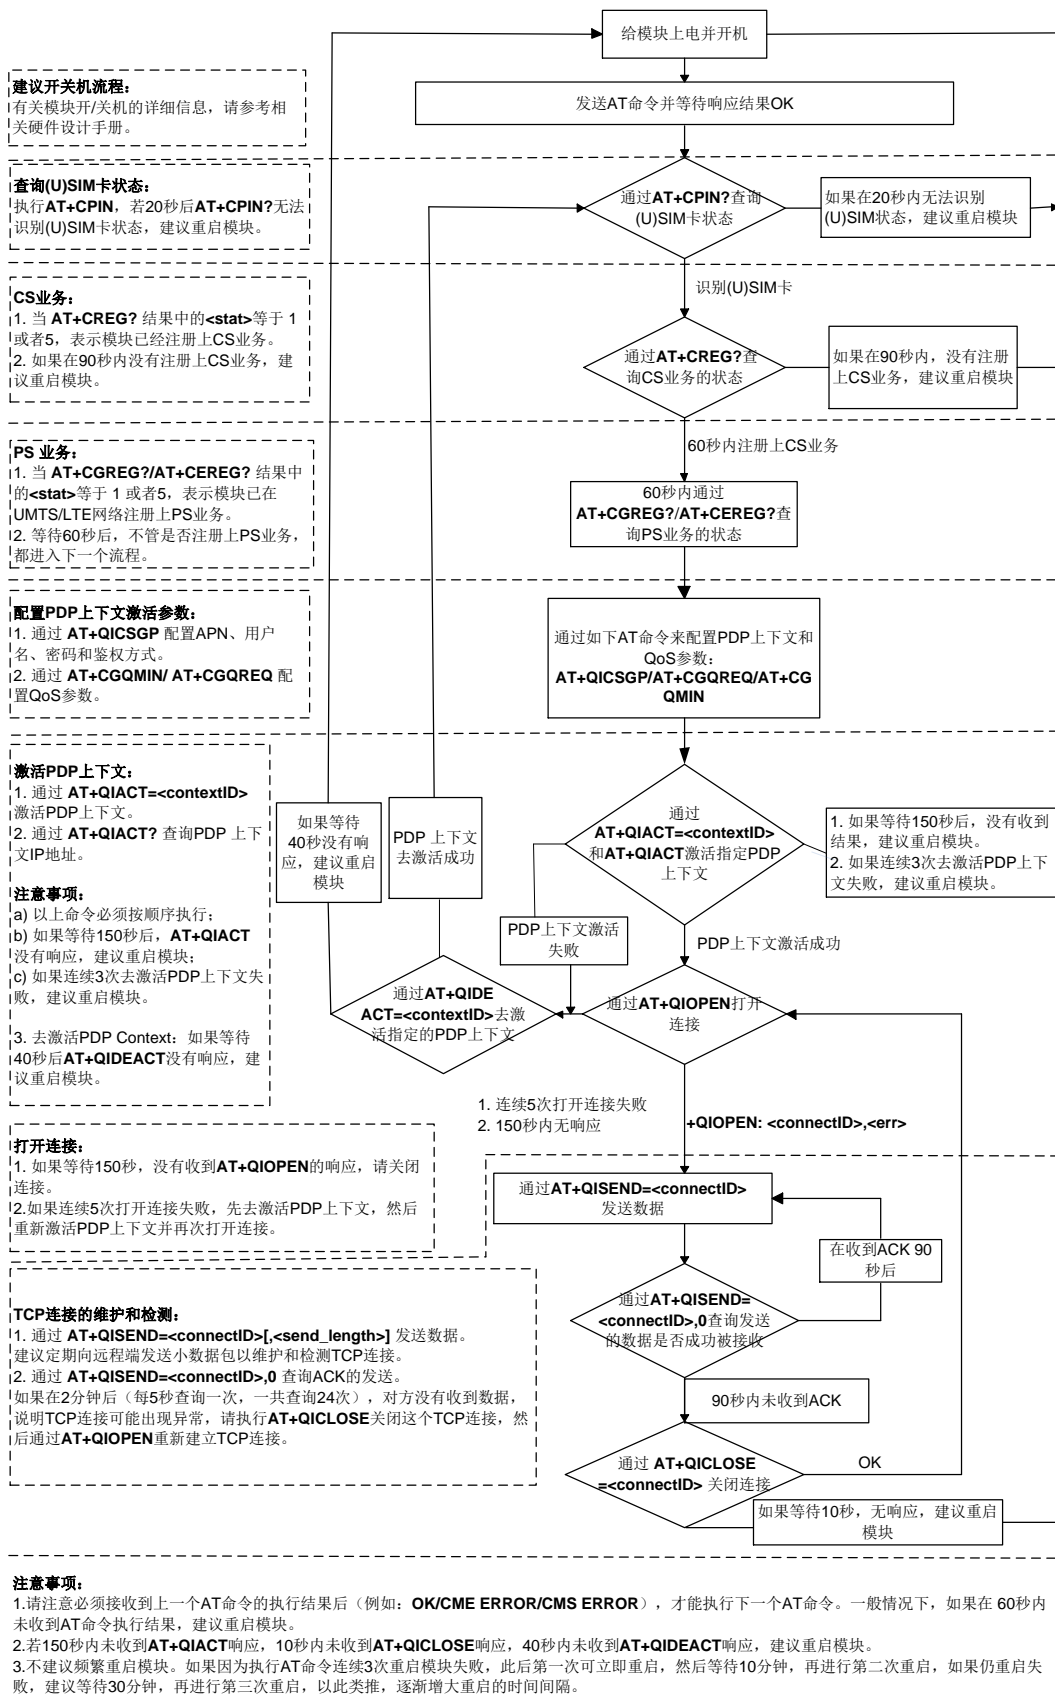 给模块上电并开机
建议开关机流程：
有关模块开/关机的详细信息，请参考相
关硬件设计手册。
发送AT命令并等待响应结果OK
查询(U)SIM卡状态：
执行AT+CPIN，若20秒后AT+CPIN?无法
识别(U)SIM卡状态，建议重启模块。
通过AT+CPIN?查询
(U)SIM卡状态
如果在20秒内无法识别
(U)SIM状态，建议重启模块
识别(U)SIM卡
CS业务：
1. 当 AT+CREG? 结果中的<stat>等于 1
或者5，表示模块已经注册上CS业务。
2. 如果在90秒内没有注册上CS业务，建
议重启模块。
通过AT+CREG?查
询CS业务的状态
如果在90秒内，没有注册
上CS业务，建议重启模块
60秒内注册上CS业务
PS 业务：
1. 当 AT+CGREG?/AT+CEREG? 结果中
的<stat>等于 1 或者5，表示模块已在
UMTS/LTE网络注册上PS业务。
2. 等待60秒后，不管是否注册上PS业务，
都进入下一个流程。
60秒内通过
AT+CGREG?/AT+CEREG?查
询PS业务的状态
配置PDP上下文激活参数：
1. 通过 AT+QICSGP 配置APN、用户
名、密码和鉴权方式。
2. 通过 AT+CGQMIN/ AT+CGQREQ 配
置QoS参数。
通过如下AT命令来配置PDP上下文和
QoS参数：
AT+QICSGP/AT+CGQREQ/AT+CG
QMIN
激活PDP上下文：
1. 通过 AT+QIACT=<contextID>
激活PDP上下文。
2. 通过 AT+QIACT? 查询PDP 上下
文IP地址。
注意事项：
a) 以上命令必须按顺序执行；
b) 如果等待150秒后，AT+QIACT
没有响应，建议重启模块；
c) 如果连续3次去激活PDP上下文失
败，建议重启模块。
3. 去激活PDP Context：如果等待
40秒后AT+QIDEACT没有响应，建
议重启模块。
如果等待
40秒没有响
应，建议重启
模块
PDP 上下文
去激活成功
通过
AT+QIACT=<contextID>
和AT+QIACT激活指定PDP
上下文
1. 如果等待150秒后，没有收到
结果，建议重启模块。
2. 如果连续3次去激活PDP上下
文失败，建议重启模块。
PDP上下文激活
失败
PDP上下文激活成功
通过AT+QIDE
ACT=<contextID>去激
活指定的PDP上下文
通过AT+QIOPEN打开
连接
1. 连续5次打开连接失败
2. 150秒内无响应
+QIOPEN: <connectID>,<err>
打开连接：
1. 如果等待150秒，没有收到AT+QIOPEN的响应，请关闭
连接。
2.如果连续5次打开连接失败，先去激活PDP上下文，然后
重新激活PDP上下文并再次打开连接。
通过AT+QISEND=<connectID>
发送数据
在收到ACK 90
秒后
TCP连接的维护和检测：
1. 通过 AT+QISEND=<connectID>[,<send_length>] 发送数据。
建议定期向远程端发送小数据包以维护和检测TCP连接。
2. 通过 AT+QISEND=<connectID>,0 查询ACK的发送。
如果在2分钟后（每5秒查询一次，一共查询24次），对方没有收到数据，
说明TCP连接可能出现异常，请执行AT+QICLOSE关闭这个TCP连接，然
后通过AT+QIOPEN重新建立TCP连接。
通过AT+QISEND=
<connectID>,0查询发送
的数据是否成功被接收
90秒内未收到ACK
通过 AT+QICLOSE
=<connectID> 关闭连接
OK
如果等待10秒，无响应，建议重启
模块
注意事项：
1.请注意必须接收到上一个AT命令的执行结果后（例如：OK/CME ERROR/CMS ERROR），才能执行下一个AT命令。一般情况下，如果在 60秒内
未收到AT命令执行结果，建议重启模块。
2.若150秒内未收到AT+QIACT响应，10秒内未收到AT+QICLOSE响应，40秒内未收到AT+QIDEACT响应，建议重启模块。
3.不建议频繁重启模块。如果因为执行AT命令连续3次重启模块失败，此后第一次可立即重启，然后等待10分钟，再进行第二次重启，如果仍重启失
败，建议等待30分钟，再进行第三次重启，以此类推，逐渐增大重启的时间间隔。